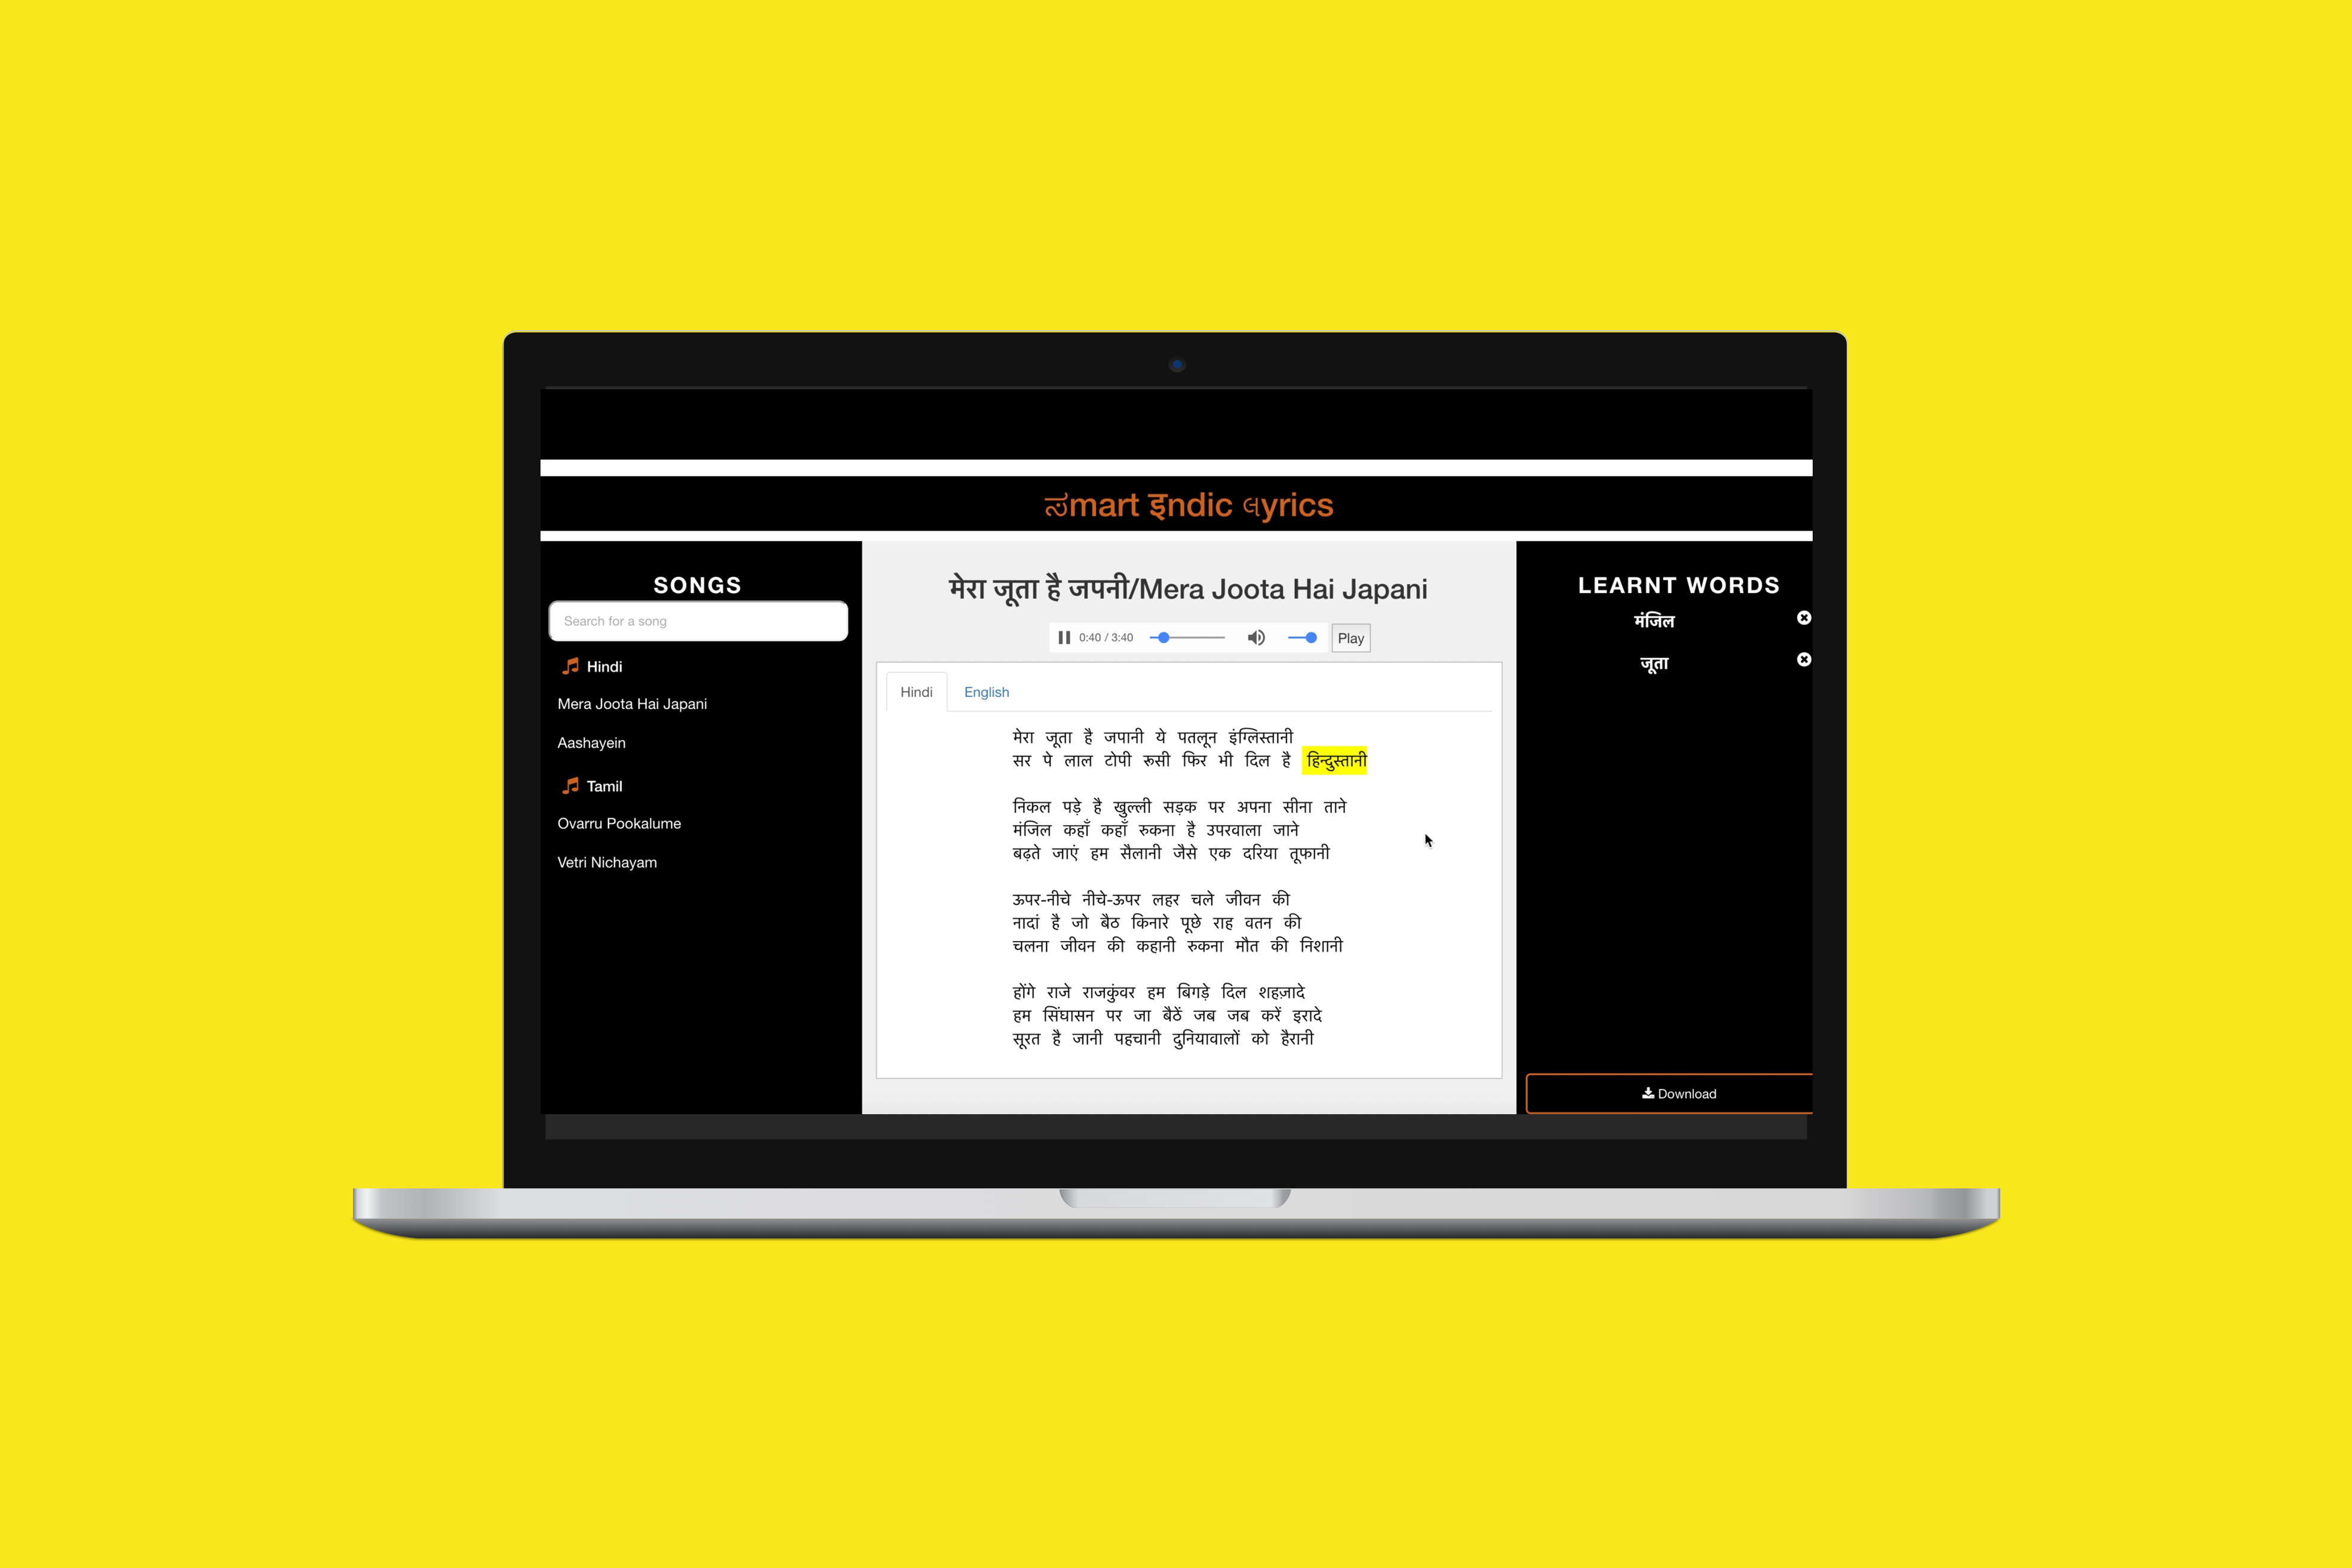 ಸmart इndic ༥yrics
SONGS
Search for a song
Hindi
Mera Joota Hai Japani
Aashayein
Tamil
Ovarru Pookalume
Vetri Nichayam
मेरा जूता है जपनी/Mera Joota Hai Japani
0:40 / 3:40
Play
Hindi English
मेरा जूता है जपानी ये पतलून इंग्लिस्तानी
सर पे लाल टोपी रूसी फिर भी दिल है हिन्दुस्तानी
निकल पड़े है खुल्ली सड़क पर अपना सीना ताने
मंजिल कहाँ कहाँ रुकना है उपरवाला जाने
बढ़ते जाएं हम सैलानी जैसे एक दरिया तूफानी
ऊपर-नीचे नीचे-ऊपर लहर चले जीवन की
नादां है जो बैठ किनारे पूछे राह वतन की
चलना जीवन की कहानी रुकना मौत की निशानी
होंगे राजे राजकुंवर हम बिगड़े दिल शहज़ादे
हम सिंघासन पर जा बैठें जब जब करें इरादे
सूरत है जानी पहचानी दुनियावालों को हैरानी
LEARNT WORDS
मंजिल
जूता
Download